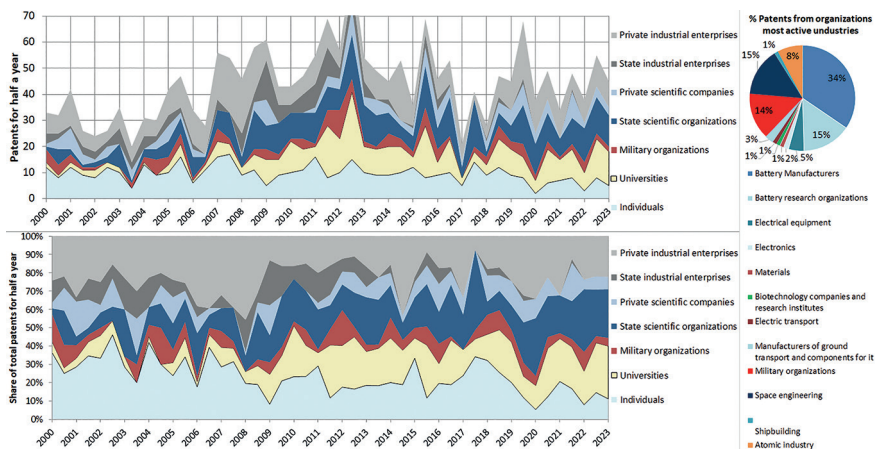 70
60
50
40
30
20
10
0
Patents for half a year
2000
2001
2002
2003
2004
2005
2006
2007
2008
2009
2010
2011
2012
2013
2014
2015
2016
2017
2018
2019
2020
2021
2022
2023
Private industrial enterprises
State industrial enterprises
Private scientific companies
State scientific organizations
Military organizations
Universities
Individuals
100%
90%
80%
70%
60%
50%
40%
30%
20%
10%
0%
Share of total patents for half a year
2000
2001
2002
2003
2004
2005
2006
2007
2008
2009
2010
2011
2012
2013
2014
2015
2016
2017
2018
2019
2020
2021
2022
2023
Private industrial enterprises
State industrial enterprises
Private scientific companies
State scientific organizations
Military organizations
Universities
Individuals
% Patents from organizations
most active undustries
1%
8%
15%
34%
14%
15%
3%
1%
1%
1%
2%
5%
Battery Manufacturers
Battery research organizations
Electrical equipment
Electronics
Materials
Biotechnology companies and
research institutes
Electric transport
Manufacturers of ground
transport and components for it
Military organizations
Space engineering
Shipbuilding
Atomic industry